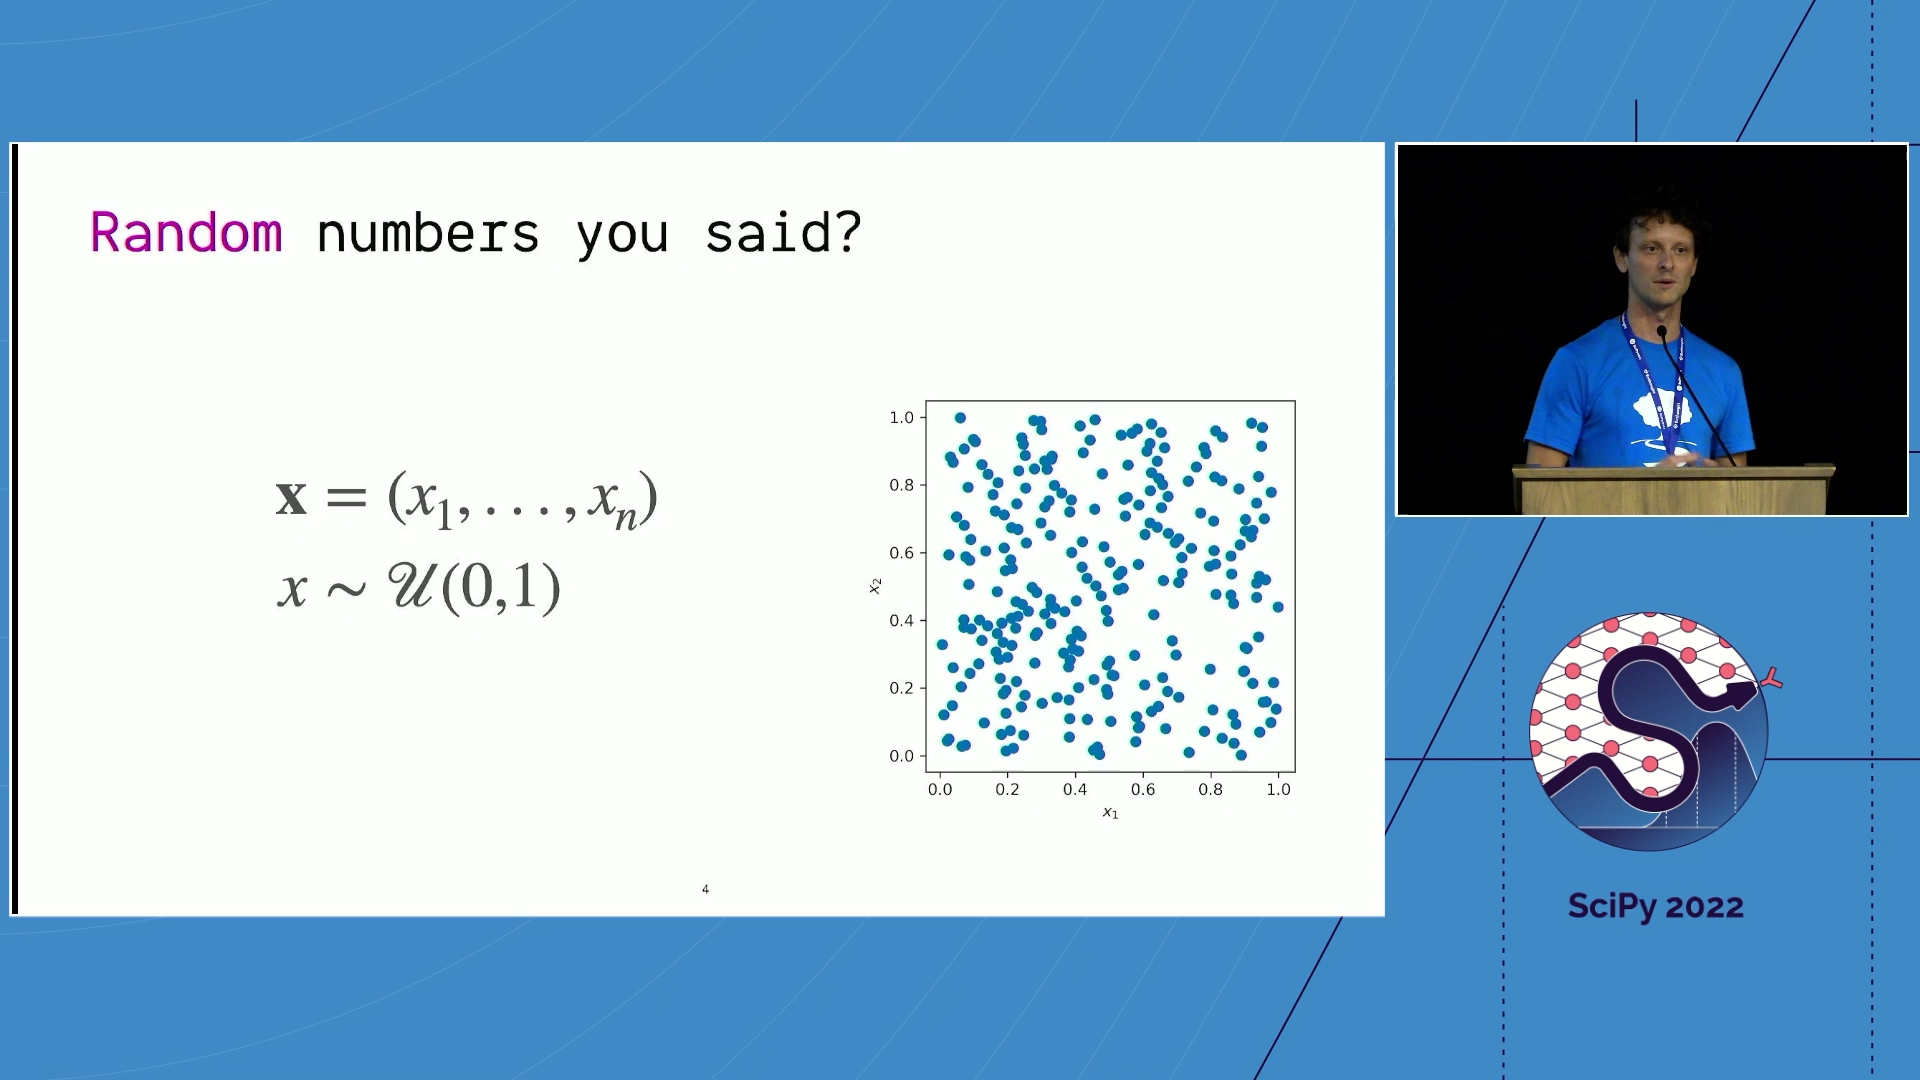 Random numbers you said?
𝐱 = (x₁, . . . , xₙ)
x ~ 𝒰(0,1)
1.0
0.8
0.6
0.4
0.2
0.0
x₂
0.0 0.2 0.4 0.6 0.8 1.0
x₁
4
SciPy 2022